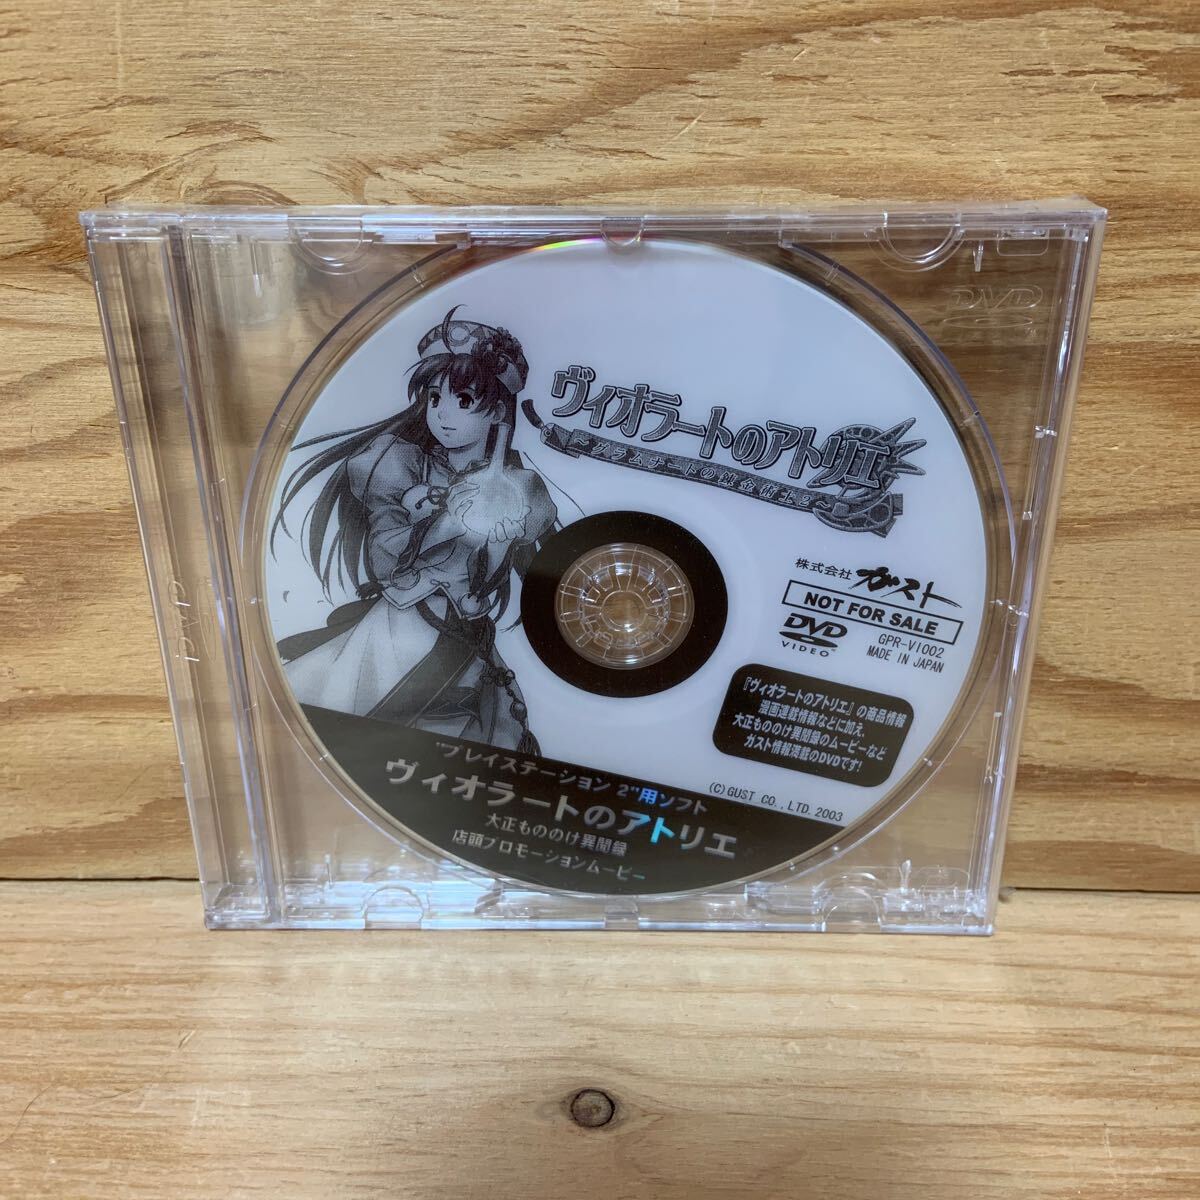 ヴィオラートのアトリエ
～グラムナートの錬金術士2～
株式会社 ガスト
NOT FOR SALE
DVD
VIDEO
GPR-VI002
MADE IN JAPAN
『ヴィオラートのアトリエ』の商品情報
漫画連載情報などに加え、
大正もののけ異聞録のムービーなど
ガスト情報満載のDVDです!
(C)GUST CO., LTD. 2003
"プレイステーション 2"用ソフト
ヴィオラートのアトリエ
大正もののけ異聞録
店頭プロモーションムービー
DVD